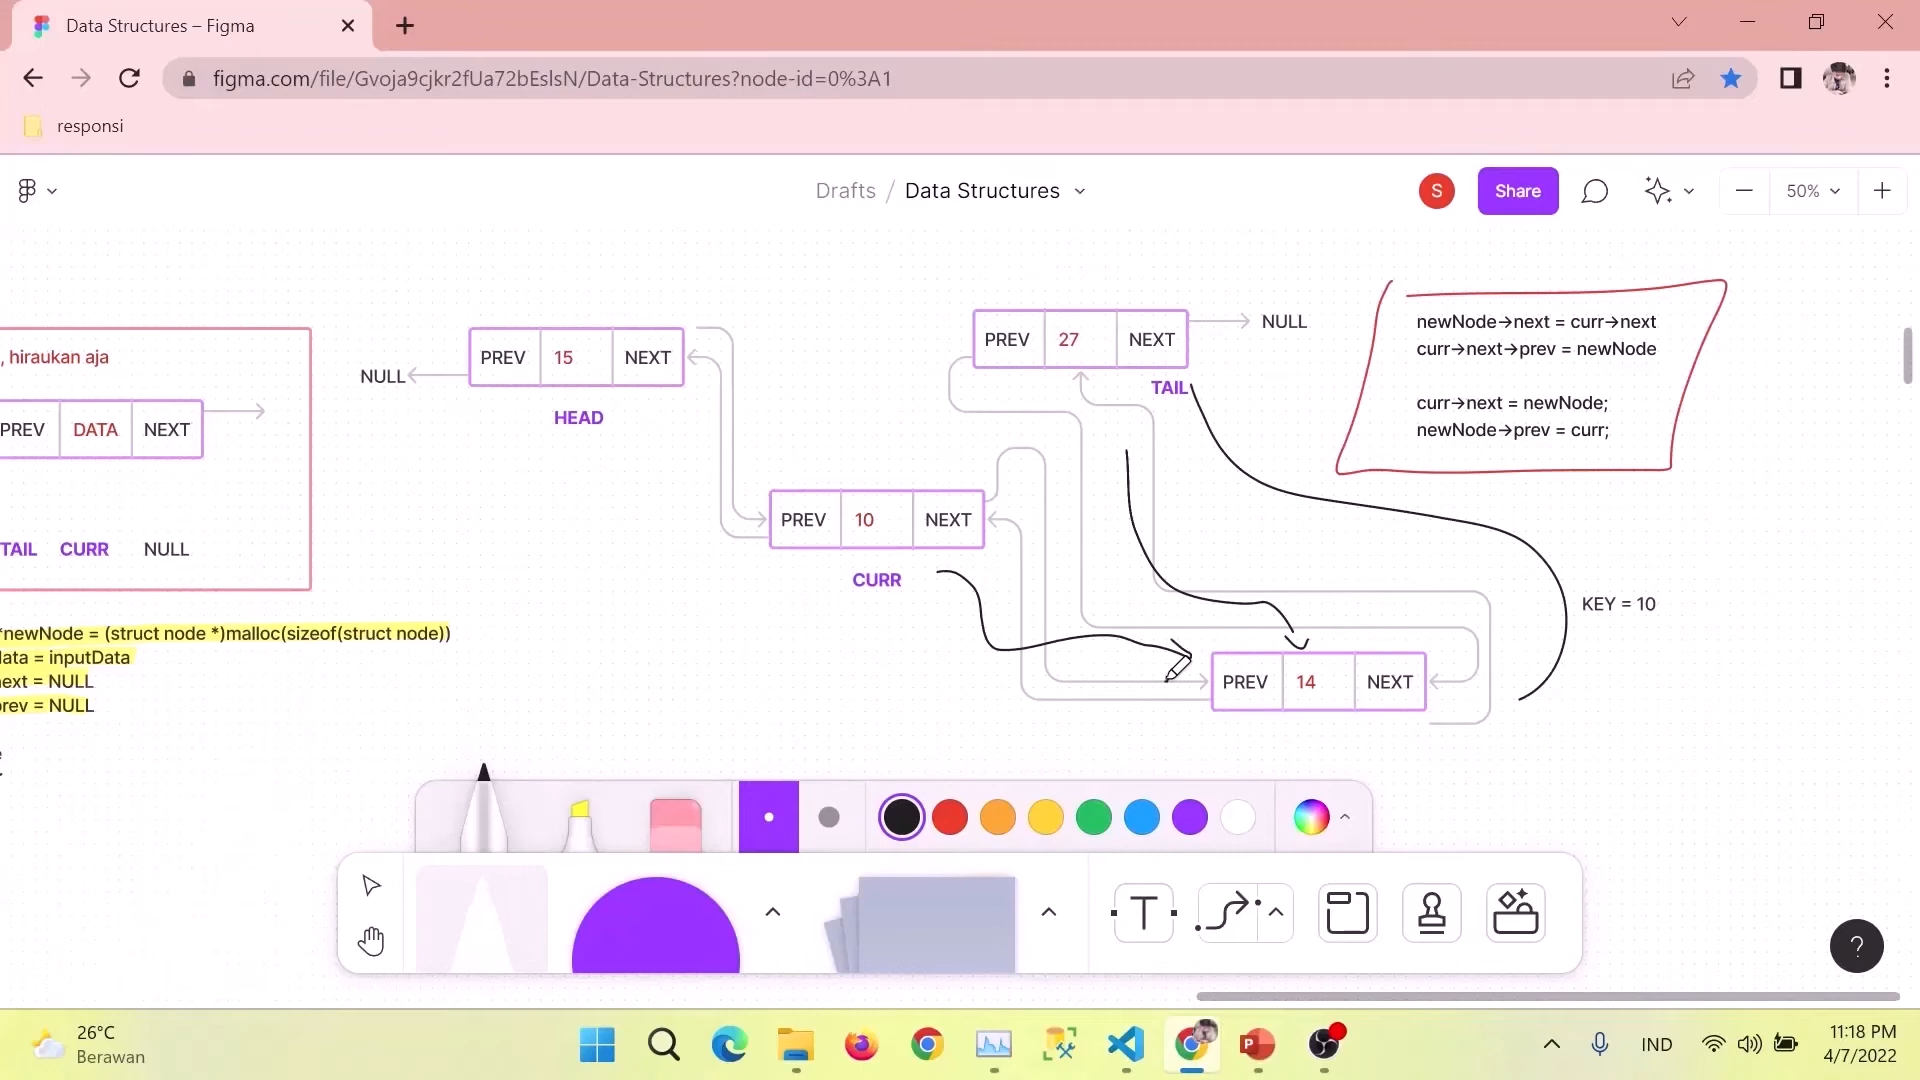 Data Structures – Figma
figma.com/file/Gvoja9cjkr2fUa72bEslsN/Data-Structures?node-id=0%3A1
responsi
Drafts / Data Structures
S
Share
50%
, hiraukan aja
PREV DATA NEXT
TAIL CURR NULL
*newNode = (struct node *)malloc(sizeof(struct node))
data = inputData
next = NULL
prev = NULL
NULL
PREV 15 NEXT
HEAD
PREV 10 NEXT
CURR
PREV 27 NEXT
NULL
TAIL
PREV 14 NEXT
KEY = 10
newNode→next = curr→next
curr→next→prev = newNode
curr→next = newNode;
newNode→prev = curr;
T
?
26°C
Berawan
P
IND
11:18 PM
4/7/2022